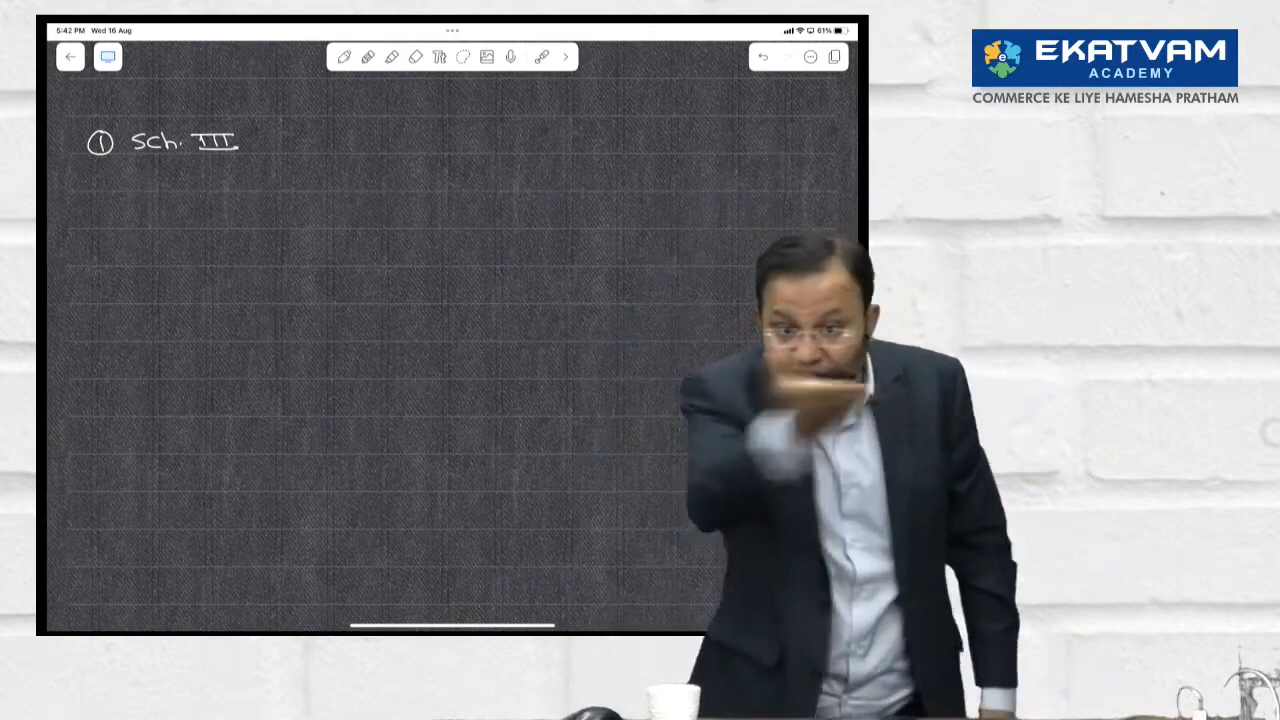 5:42 PM Wed 16 Aug
61%
① Sch. III
EKATVAM
ACADEMY
COMMERCE KE LIYE HAMESHA PRATHAM